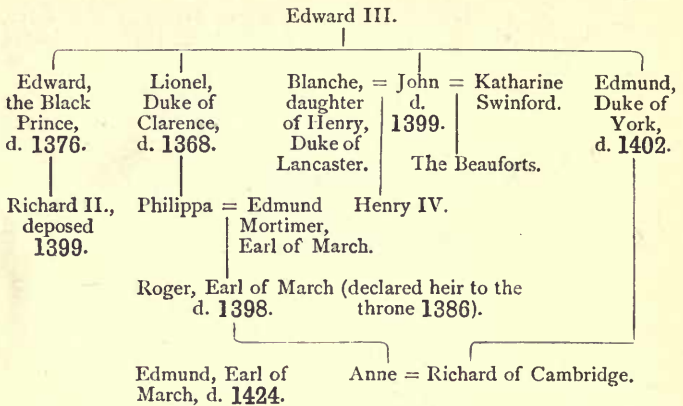 Edward III.
Edward, the Black Prince, d. 1376.
Lionel, Duke of Clarence, d. 1368.
Blanche, daughter of Henry, Duke of Lancaster.
= John d. 1399.
= Katharine Swinford.
Edmund, Duke of York, d. 1402.
The Beauforts.
Richard II., deposed 1399.
Philippa = Edmund Mortimer, Earl of March.
Henry IV.
Roger, Earl of March (declared heir to the
d. 1398. throne 1386).
Edmund, Earl of March, d. 1424.
Anne = Richard of Cambridge.